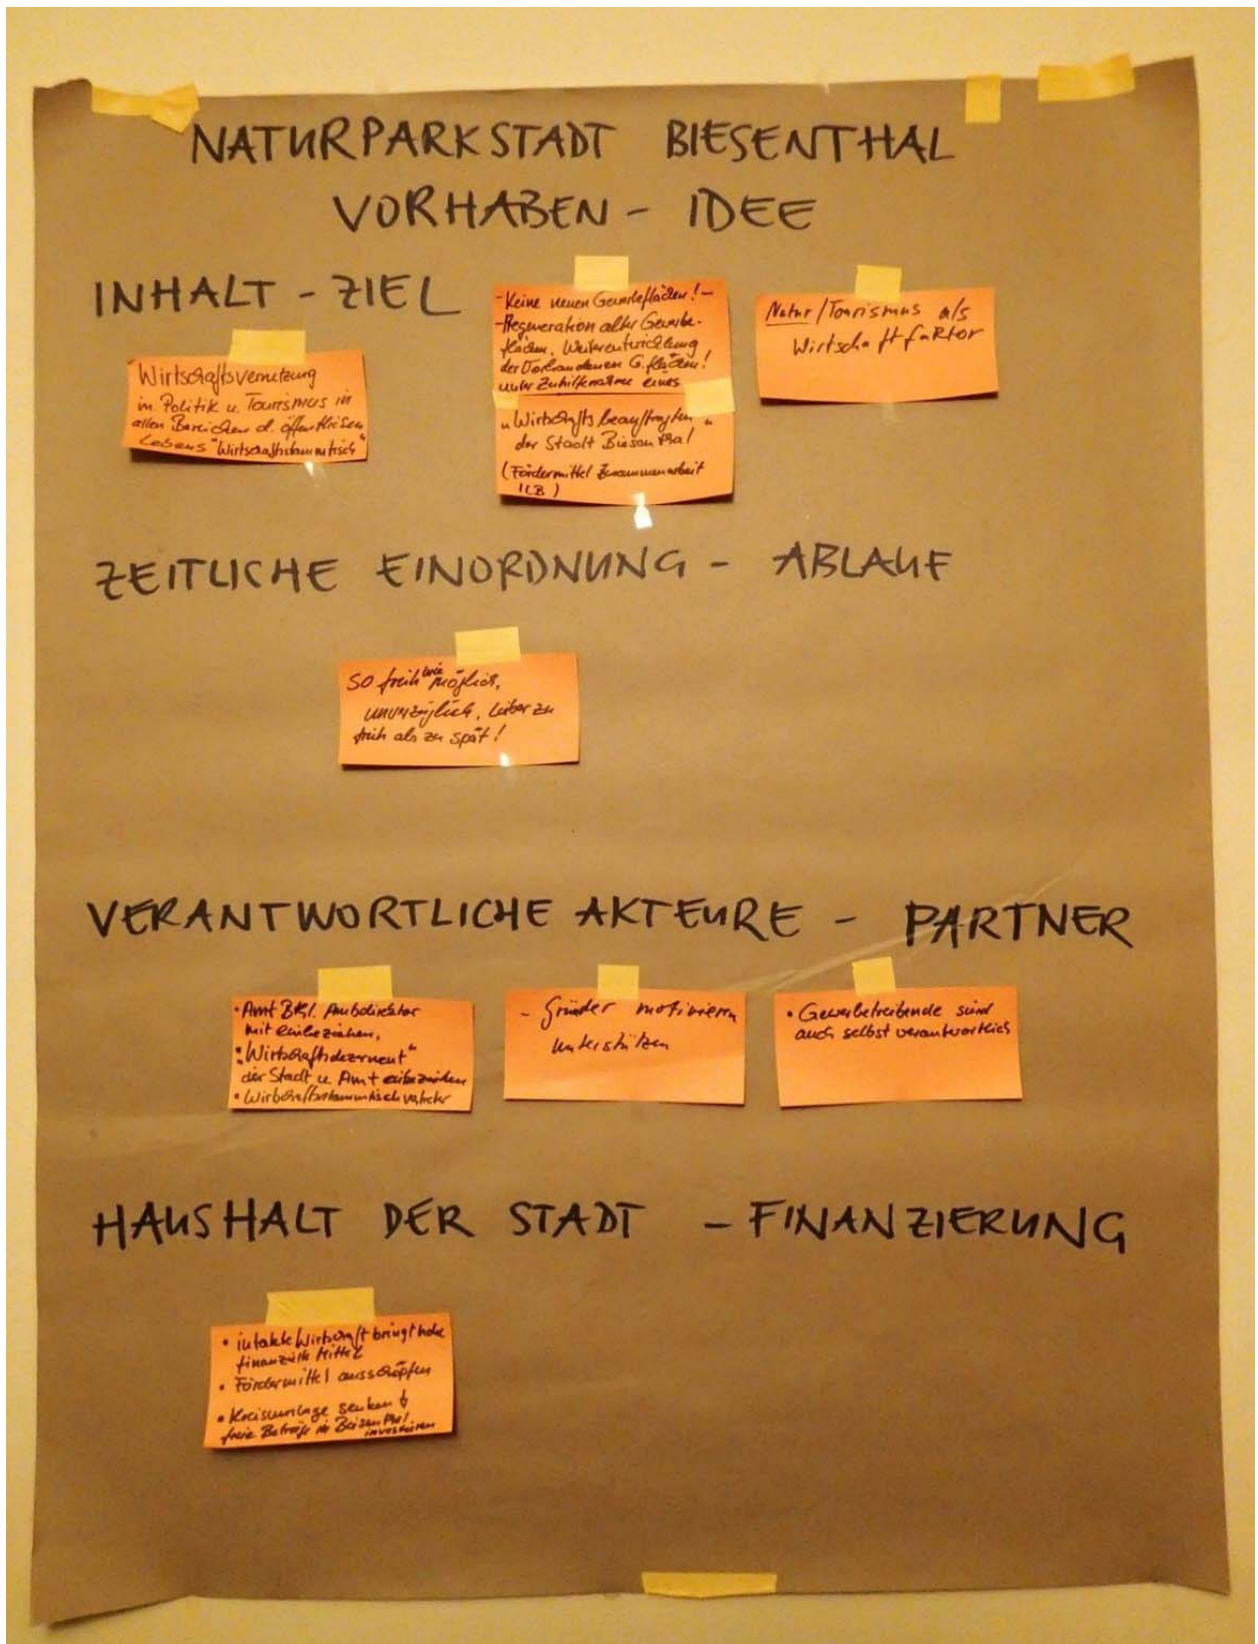 NATURPARKSTADT BIESENTHAL
VORHABEN - IDEE
INHALT - ZIEL
Wirtschaftsvernetzung
in Politik u. Tourismus in
allen Bereichen d. öffentlichen
Lebens "Wirtschaftsstammtisch"
- Keine neuen Gewerbeflächen! -
- Regeneration alter Gewerbe-
flächen, Weiterentwicklung
der Vorhandenen G.flächen!
unter Zuhilfenahme eines
"Wirtschaftsbeauftragten"
der Stadt Biesenthal
(Fördermittel Zusammenarbeit
ILB)
Natur/Tourismus als
Wirtschaftfaktor
ZEITLICHE EINORDNUNG - ABLAUF
So früh wie möglich,
unverzüglich, lieber zu
früh als zu spät!
VERANTWORTLICHE AKTEURE - PARTNER
• Amt Amtsdirektor
mit einbeziehen,
• "Wirtschaftsdezernent"
der Stadt u. Amt einbeziehen
• Wirtschaftsstammtischvertreter
- Gründer motivieren
unterstützen
• Gewerbetreibende sind
auch selbst verantwortlich
HAUSHALT DER STADT - FINANZIERUNG
• intakte Wirtschaft bringt hohe
finanzielle Mittel
• Fördermittel ausschöpfen
• Kreisumlage senken
freie Beträge in investieren